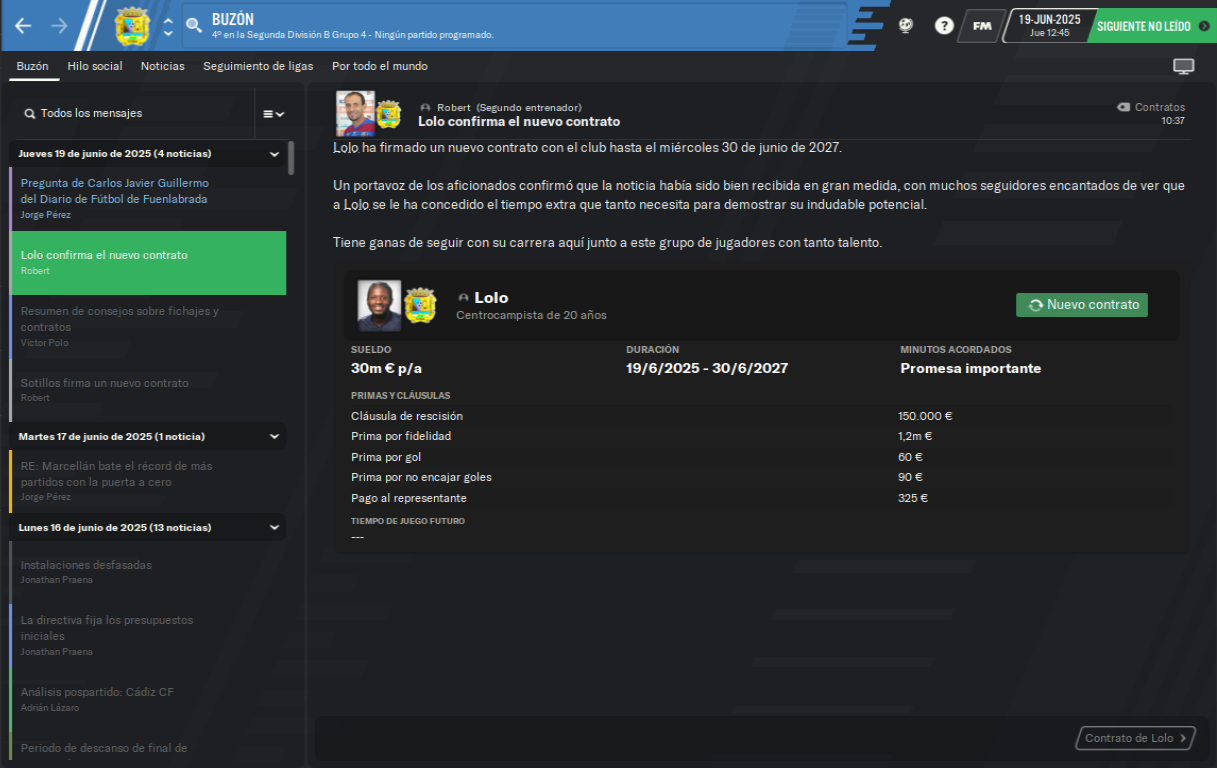 BUZÓN
4º en la Segunda División B Grupo 4 - Ningún partido programado.
?
FM
19-JUN-2025
Jue 12:45
SIGUIENTE NO LEÍDO
Buzón
Hilo social
Noticias
Seguimiento de ligas
Por todo el mundo
Todos los mensajes
Jueves 19 de junio de 2025 (4 noticias)
Pregunta de Carlos Javier Guillermo
del Diario de Fútbol de Fuenlabrada
Jorge Pérez
Lolo confirma el nuevo contrato
Robert
Resumen de consejos sobre fichajes y
contratos
Víctor Polo
Sotillos firma un nuevo contrato
Robert
Martes 17 de junio de 2025 (1 noticia)
RE: Marcellán bate el récord de más
partidos con la puerta a cero
Jorge Pérez
Lunes 16 de junio de 2025 (13 noticias)
Instalaciones desfasadas
Jonathan Praena
La directiva fija los presupuestos
iniciales
Jonathan Praena
Análisis pospartido: Cádiz CF
Adrián Lázaro
Periodo de descanso de final de
Robert (Segundo entrenador)
Lolo confirma el nuevo contrato
Contratos
10:37
Lolo ha firmado un nuevo contrato con el club hasta el miércoles 30 de junio de 2027.
Un portavoz de los aficionados confirmó que la noticia había sido bien recibida en gran medida, con muchos seguidores encantados de ver que
a Lolo se le ha concedido el tiempo extra que tanto necesita para demostrar su indudable potencial.
Tiene ganas de seguir con su carrera aquí junto a este grupo de jugadores con tanto talento.
Lolo
Centrocampista de 20 años
Nuevo contrato
SUELDO
30m € p/a
DURACIÓN
19/6/2025 - 30/6/2027
MINUTOS ACORDADOS
Promesa importante
PRIMAS Y CLÁUSULAS
Cláusula de rescisión 150.000 €
Prima por fidelidad 1,2m €
Prima por gol 60 €
Prima por no encajar goles 90 €
Pago al representante 325 €
TIEMPO DE JUEGO FUTURO
---
Contrato de Lolo